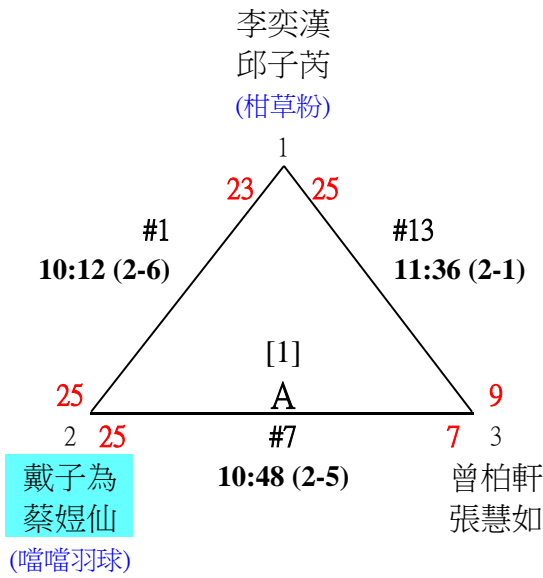 李奕漢
邱子芮
(柑草粉)
1
23 25
#1 #13
10:12 (2-6) 11:36 (2-1)
[1]
A
25 9
2 25 #7 7 3
戴子為 10:48 (2-5) 曾柏軒
蔡嬑仙 張慧如
(噹噹羽球)